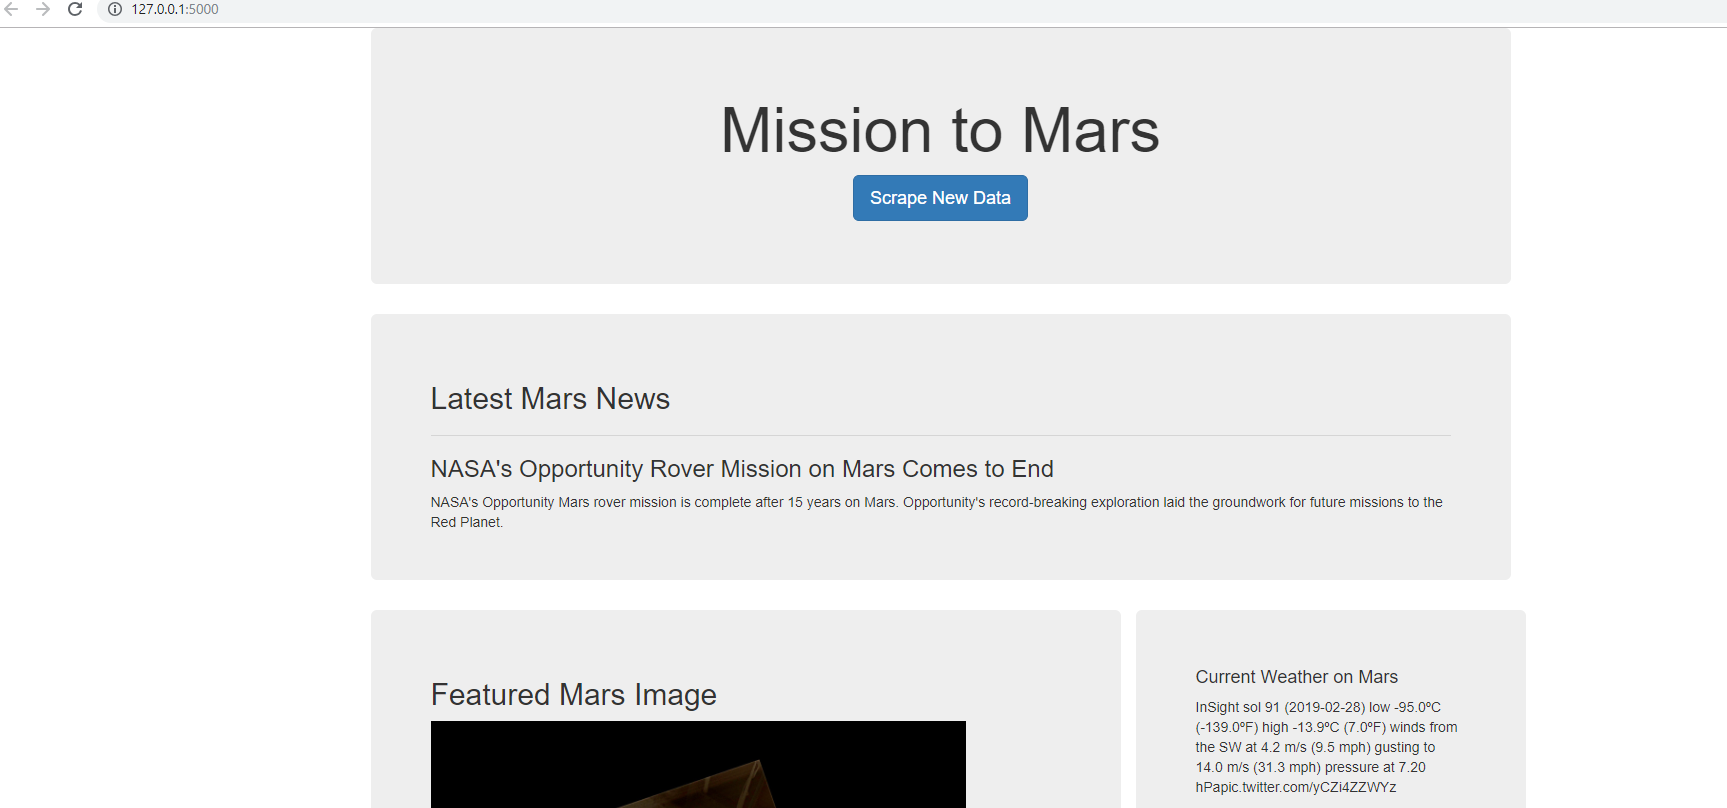 127.0.0.1:5000
Mission to Mars
Scrape New Data
Latest Mars News
NASA's Opportunity Rover Mission on Mars Comes to End
NASA's Opportunity Mars rover mission is complete after 15 years on Mars. Opportunity's record-breaking exploration laid the groundwork for future missions to the
Red Planet.
Featured Mars Image
Current Weather on Mars
InSight sol 91 (2019-02-28) low -95.0ºC
(-139.0ºF) high -13.9ºC (7.0ºF) winds from
the SW at 4.2 m/s (9.5 mph) gusting to
14.0 m/s (31.3 mph) pressure at 7.20
hPapic.twitter.com/yCZi4ZZWYz